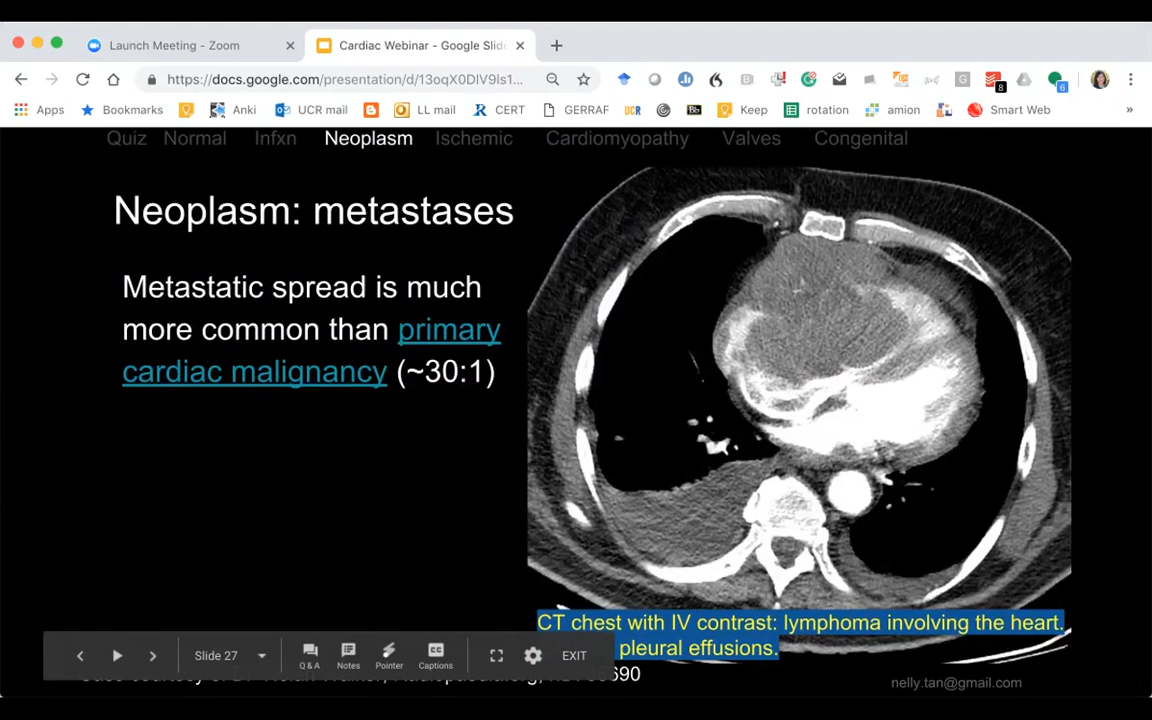 Launch Meeting - Zoom
Cardiac Webinar - Google Slid
https://docs.google.com/presentation/d/13oqX0DIV9Is1...
Apps Bookmarks Anki UCR mail LL mail CERT GERRAF UCR Keep rotation amion Smart Web »
Quiz Normal Infxn Neoplasm Ischemic Cardiomyopathy Valves Congenital
Neoplasm: metastases
Metastatic spread is much
more common than primary
cardiac malignancy (~30:1)
CT chest with IV contrast: lymphoma involving the heart.
pleural effusions.
Slide 27 Q & A Notes Pointer Captions EXIT
690
nelly.tan@gmail.com